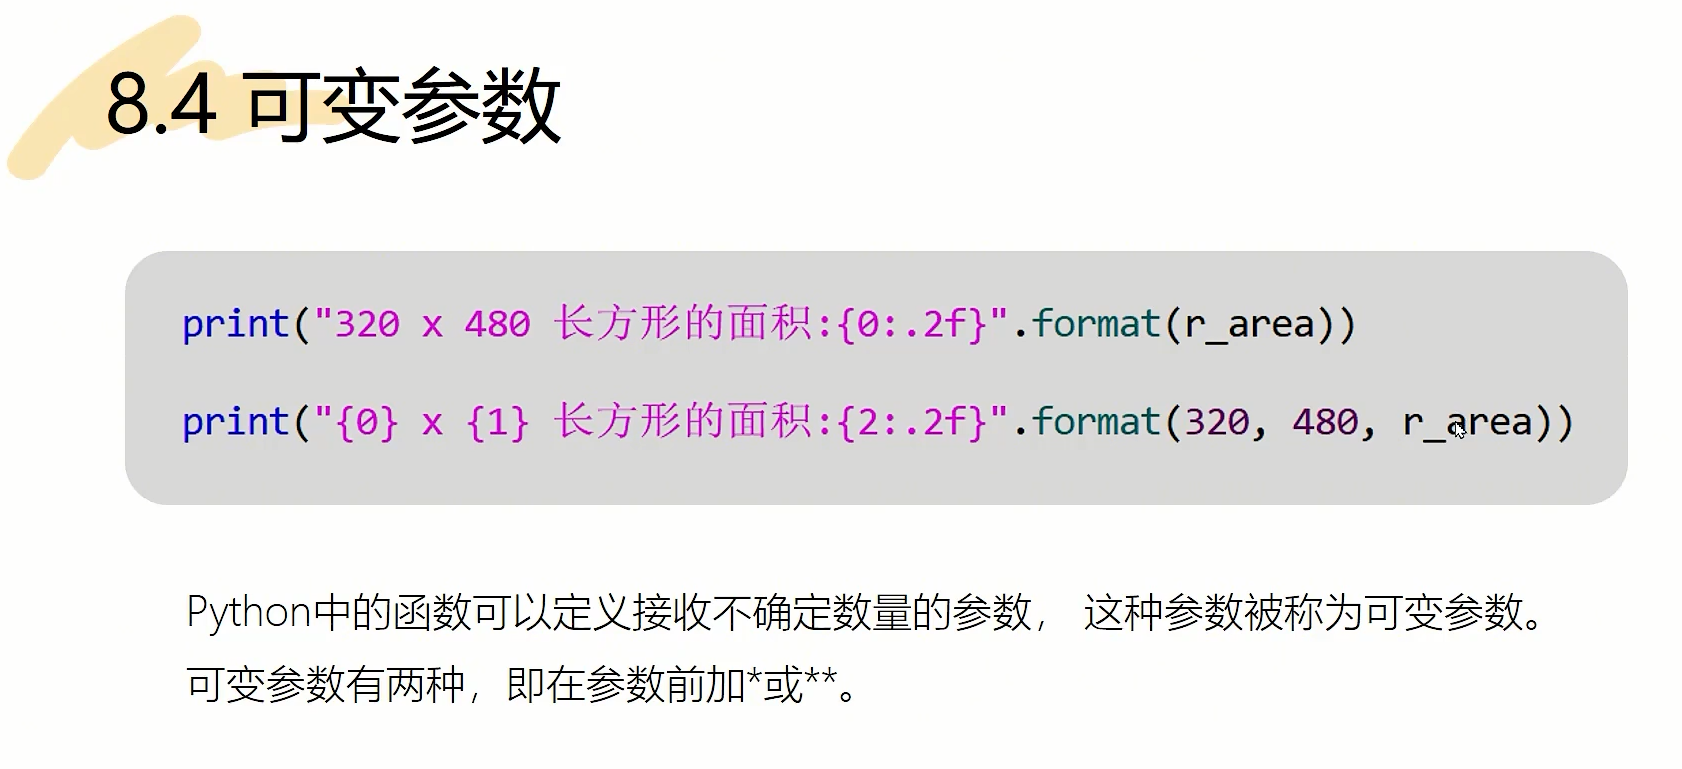 8.4 可变参数
print("320 x 480 长方形的面积:{0:.2f}".format(r_area))
print("{0} x {1} 长方形的面积:{2:.2f}".format(320, 480, r_area))
Python中的函数可以定义接收不确定数量的参数， 这种参数被称为可变参数。
可变参数有两种，即在参数前加*或**。